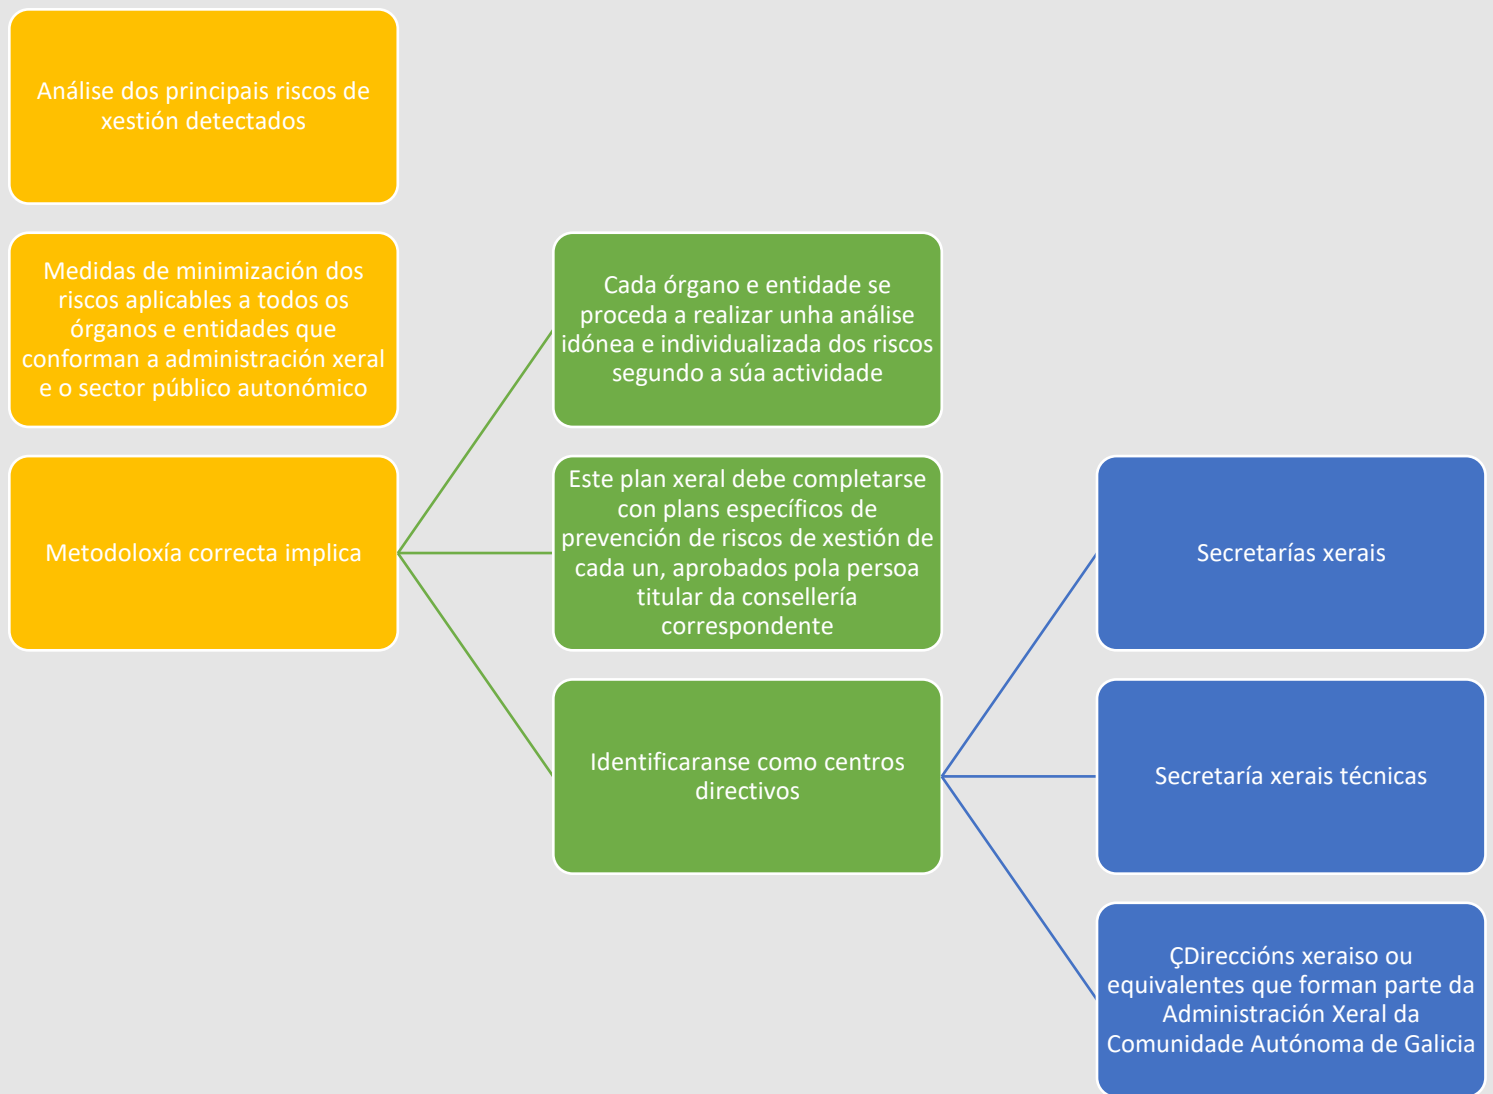 Análise dos principais riscos de
xestión detectados
Medidas de minimización dos
riscos aplicables a todos os
órganos e entidades que
conforman a administración xeral
e o sector público autonómico
Metodoloxía correcta implica
Cada órgano e entidade se
proceda a realizar unha análise
idónea e individualizada dos riscos
segundo a súa actividade
Este plan xeral debe completarse
con plans específicos de
prevención de riscos de xestión de
cada un, aprobados pola persoa
titular da consellería
correspondente
Identificaranse como centros
directivos
Secretarías xerais
Secretaría xerais técnicas
ÇDireccións xeraiso ou
equivalentes que forman parte da
Administración Xeral da
Comunidade Autónoma de Galicia